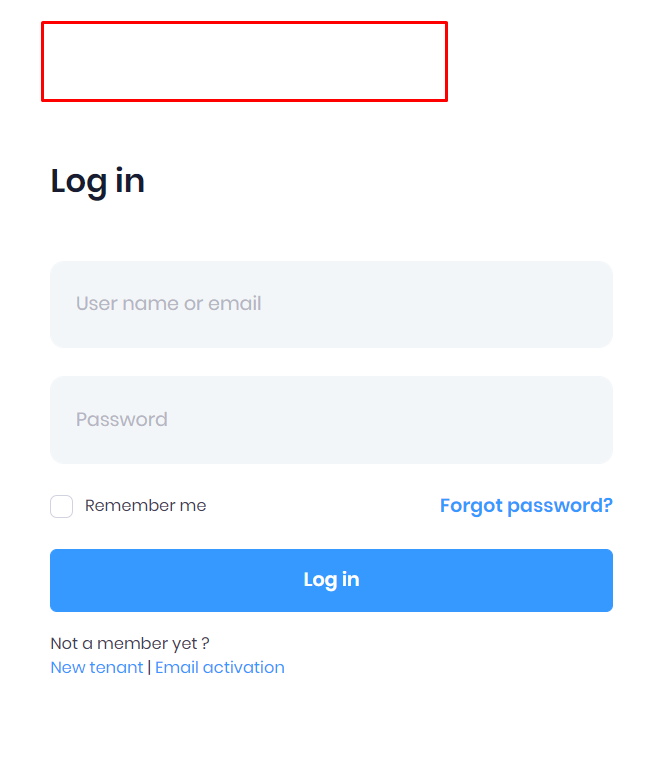 Log in
User name or email
Password
Remember me
Forgot password?
Log in
Not a member yet ?
New tenant | Email activation